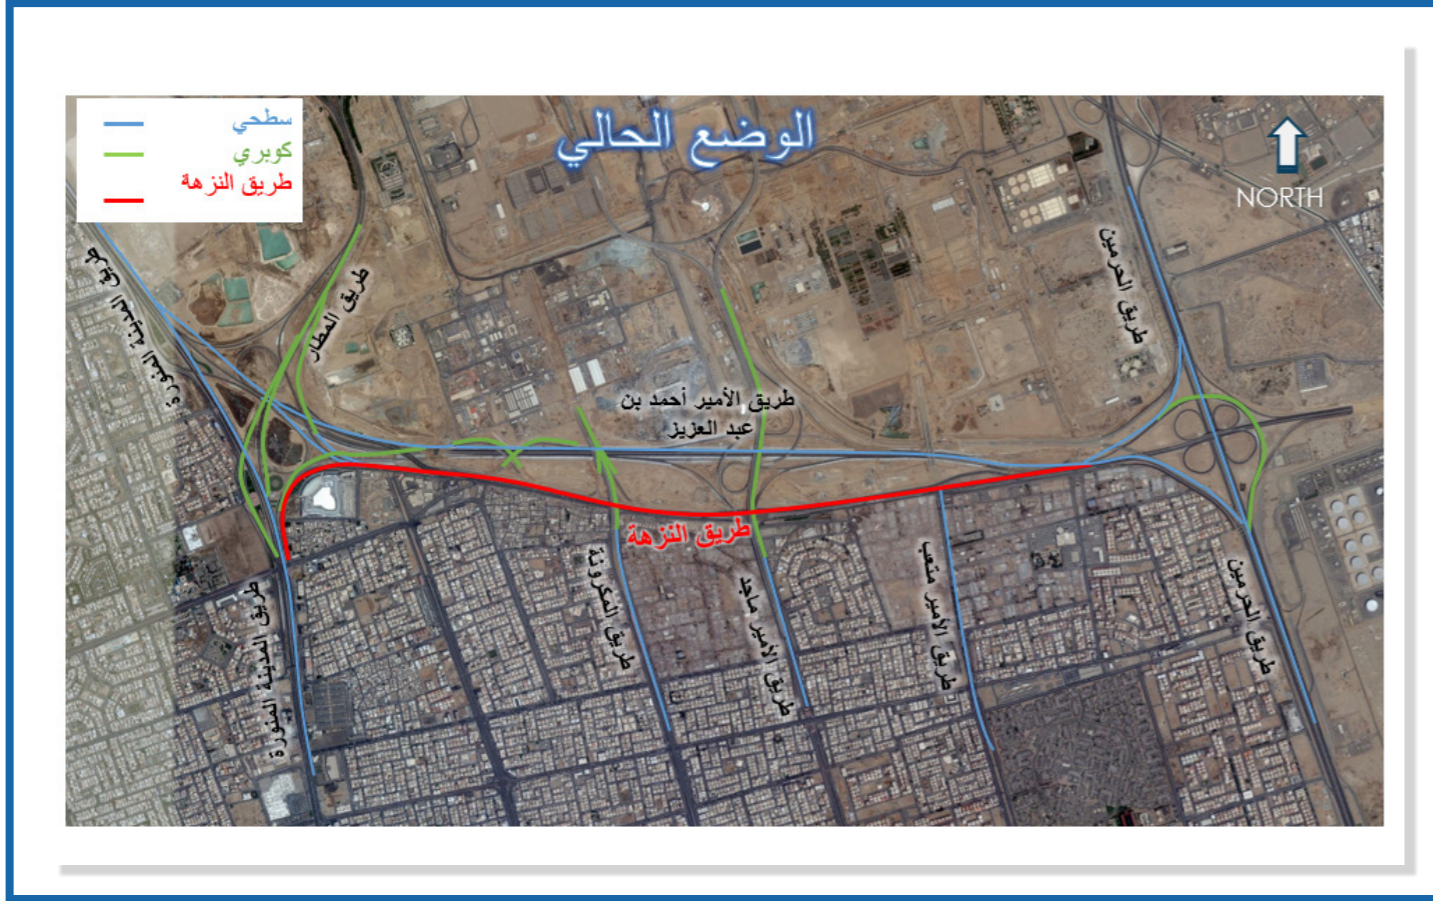 الوضع الحالي
سطحي
كوبري
طريق النزهة
NORTH
طريق المدينه المنورة
طريق المطار
طريق الحرمين
طريق الأمير أحمد بن
عبد العزيز
طريق النزهة
طريق المدينة المنورة
طريق المكرونة
طريق الأمير ماجد
طريق الأمير متعب
طريق الحرمين